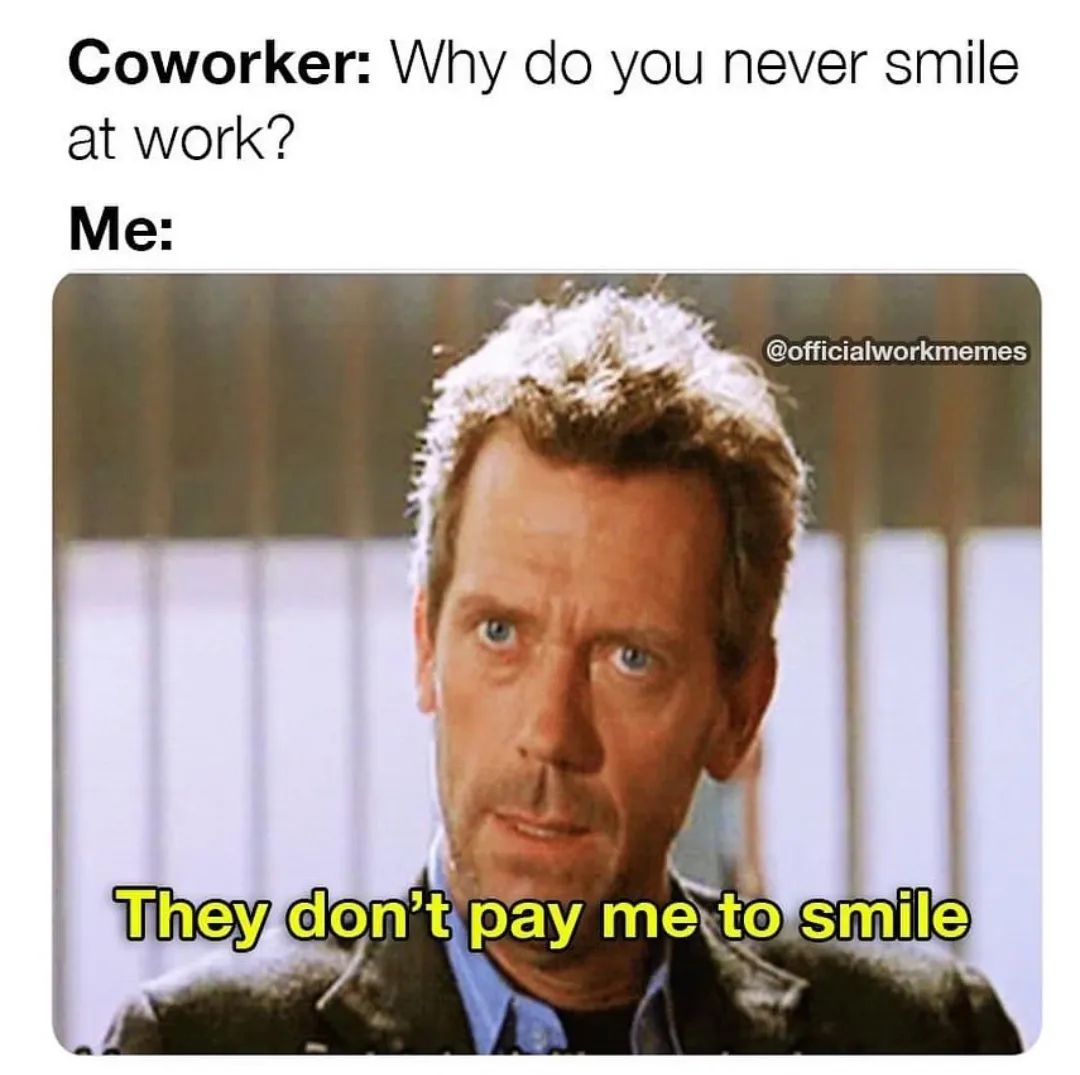 Coworker: Why do you never smile
at work?
Me:
@officialworkmemes
They don't pay me to smile